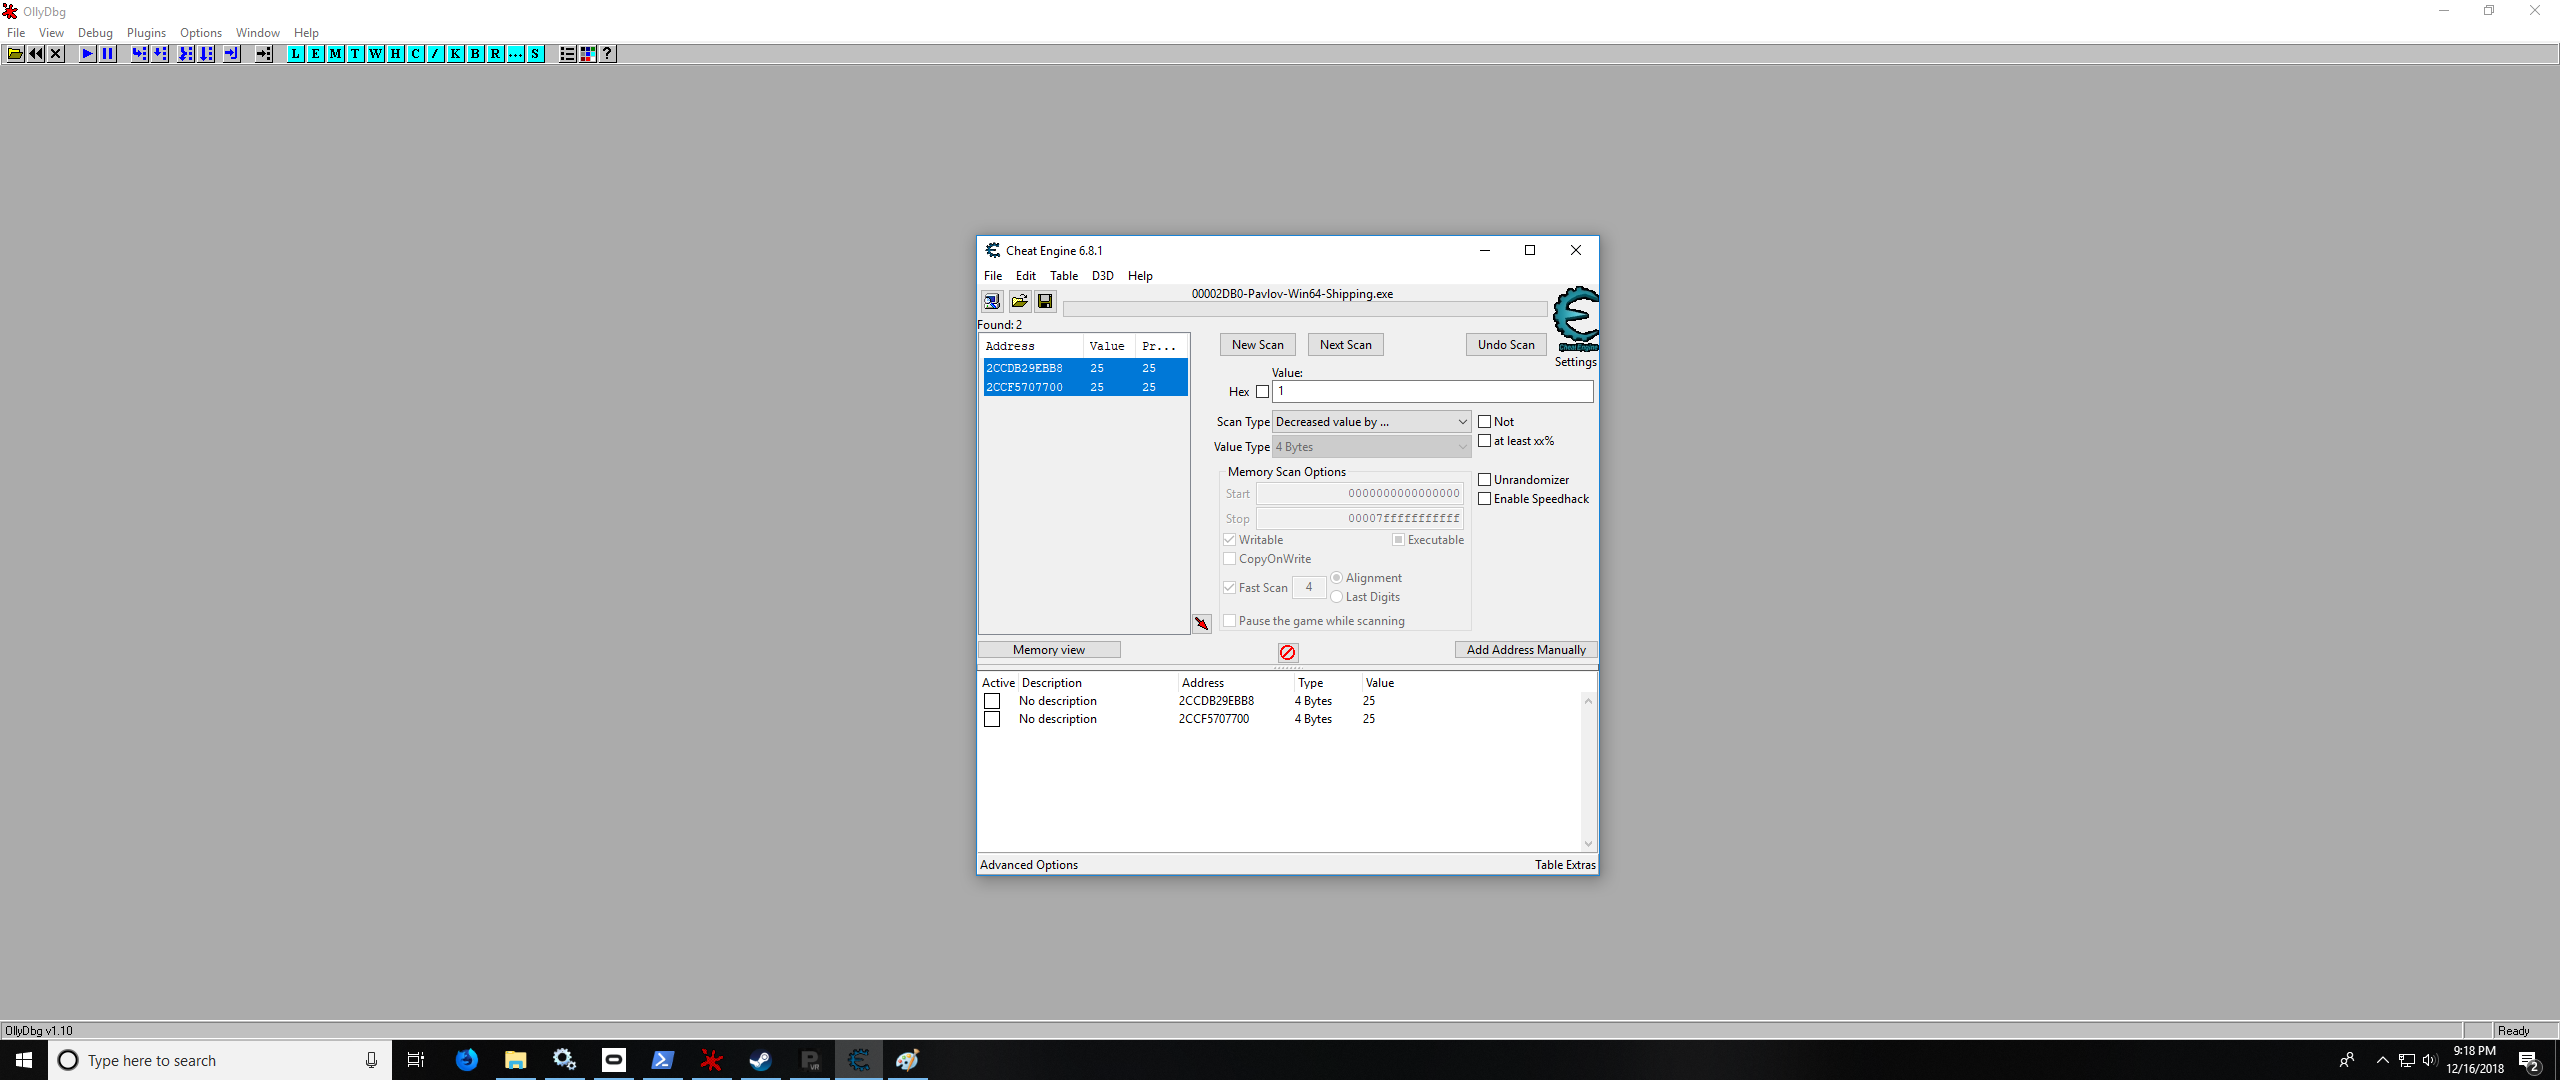 OllyDbg
File View Debug Plugins Options Window Help
L E M T W H C / K B R ... S ?
Cheat Engine 6.8.1
File Edit Table D3D Help
00002DB0-Pavlov-Win64-Shipping.exe
Found: 2
Address Value Pr...
2CCDB29EBB8 25 25
2CCF5707700 25 25
New Scan Next Scan Undo Scan
Cheat Engine
Settings
Value:
Hex 1
Scan Type Decreased value by ... Not
at least xx%
Value Type 4 Bytes
Memory Scan Options
Unrandomizer
Start 0000000000000000
Enable Speedhack
Stop 00007fffffffffff
Writable Executable
CopyOnWrite
Fast Scan 4 Alignment
Last Digits
Pause the game while scanning
Memory view Add Address Manually
Active Description Address Type Value
No description 2CCDB29EBB8 4 Bytes 25
No description 2CCF5707700 4 Bytes 25
Advanced Options Table Extras
OllyDbg v1.10 Ready
Type here to search
P VR
9:18 PM
12/16/2018
2